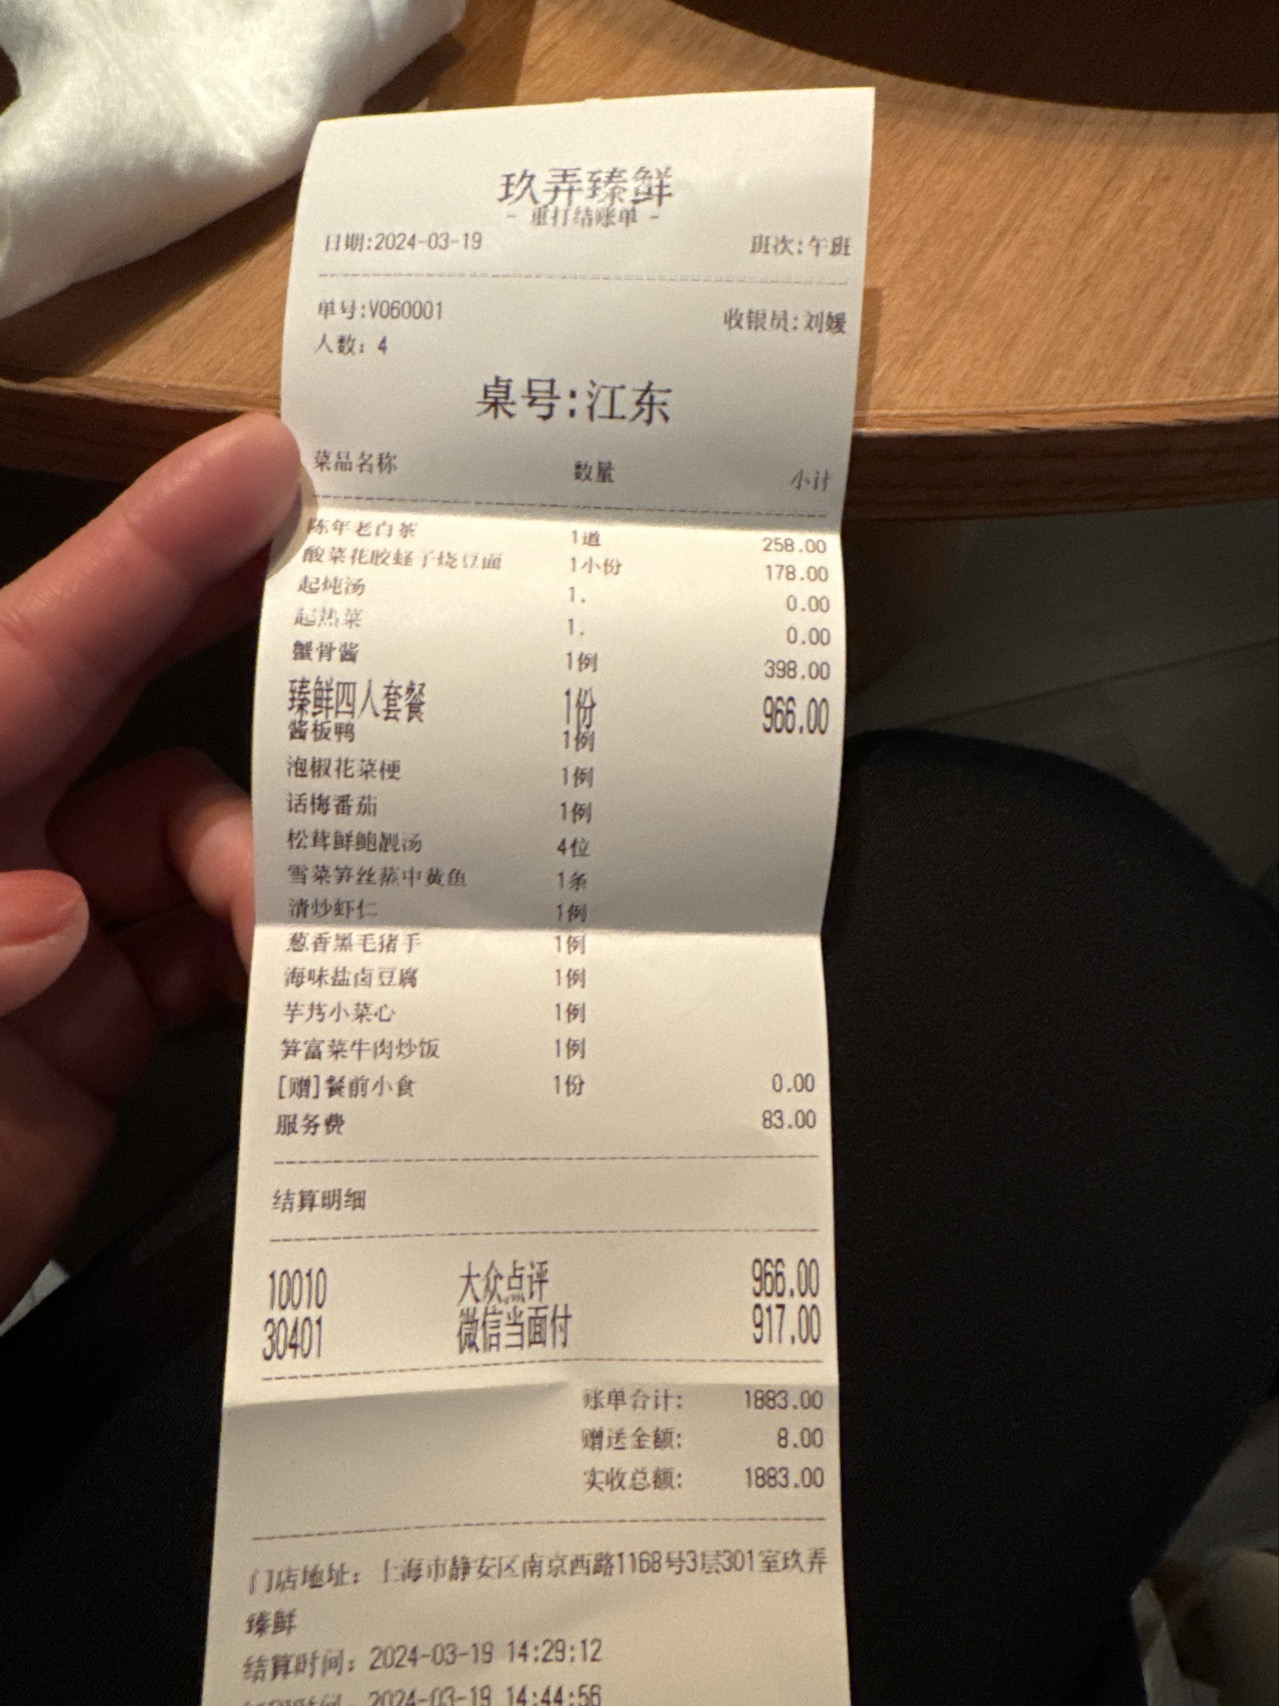 玖弄臻鲜
- 重打结账单 -
日期:2024-03-19 班次:午班
单号:V060001 收银员:刘媛
人数: 4
桌号:江东
菜品名称 数量 小计
陈年老白茶 1道 258.00
酸菜花胶蛏子烧豆面 1小份 178.00
起炖汤 1. 0.00
起热菜 1. 0.00
蟹骨酱 1例 398.00
臻鲜四人套餐 1份 966.00
酱板鸭 1例
泡椒花菜梗 1例
话梅番茄 1例
松茸鲜鲍靓汤 4位
雪菜笋丝蒸中黄鱼 1条
清炒虾仁 1例
葱香黑毛猪手 1例
海味盐卤豆腐 1例
芋艿小菜心 1例
笋富菜牛肉炒饭 1例
[赠]餐前小食 1份 0.00
服务费 83.00
结算明细
10010 大众点评 966.00
30401 微信当面付 917.00
账单合计: 1883.00
赠送金额: 8.00
实收总额: 1883.00
门店地址: 上海市静安区南京西路1168号3层301室玖弄
臻鲜
结算时间: 2024-03-19 14:29:12
2024-03-19 14:44:56